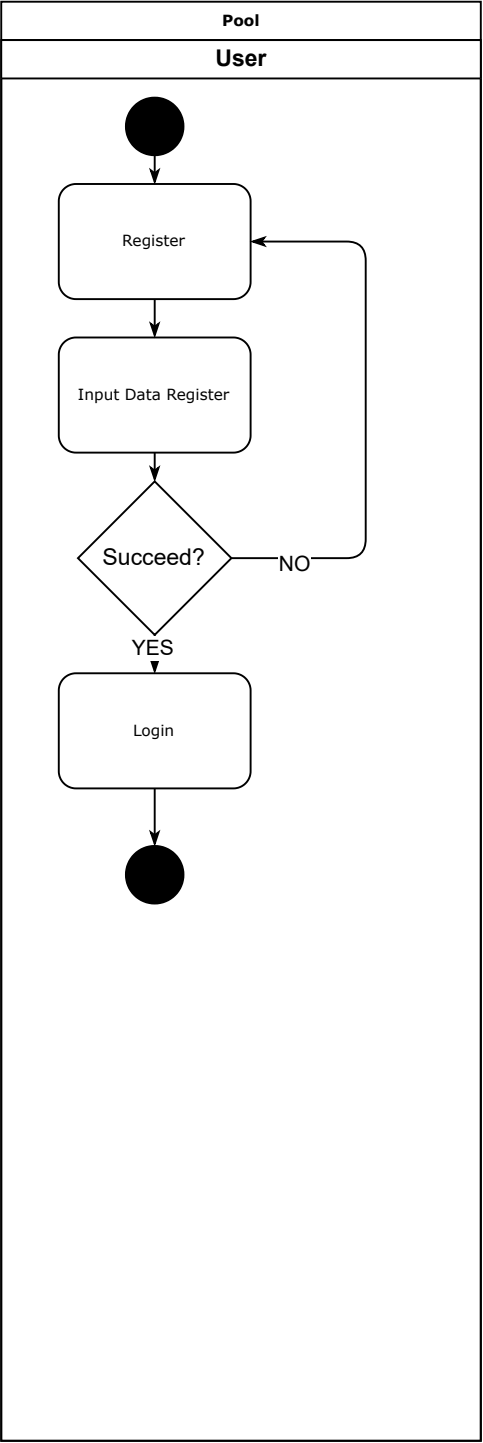 Pool
User
Register
Input Data Register
Succeed?
NO
YES
Login